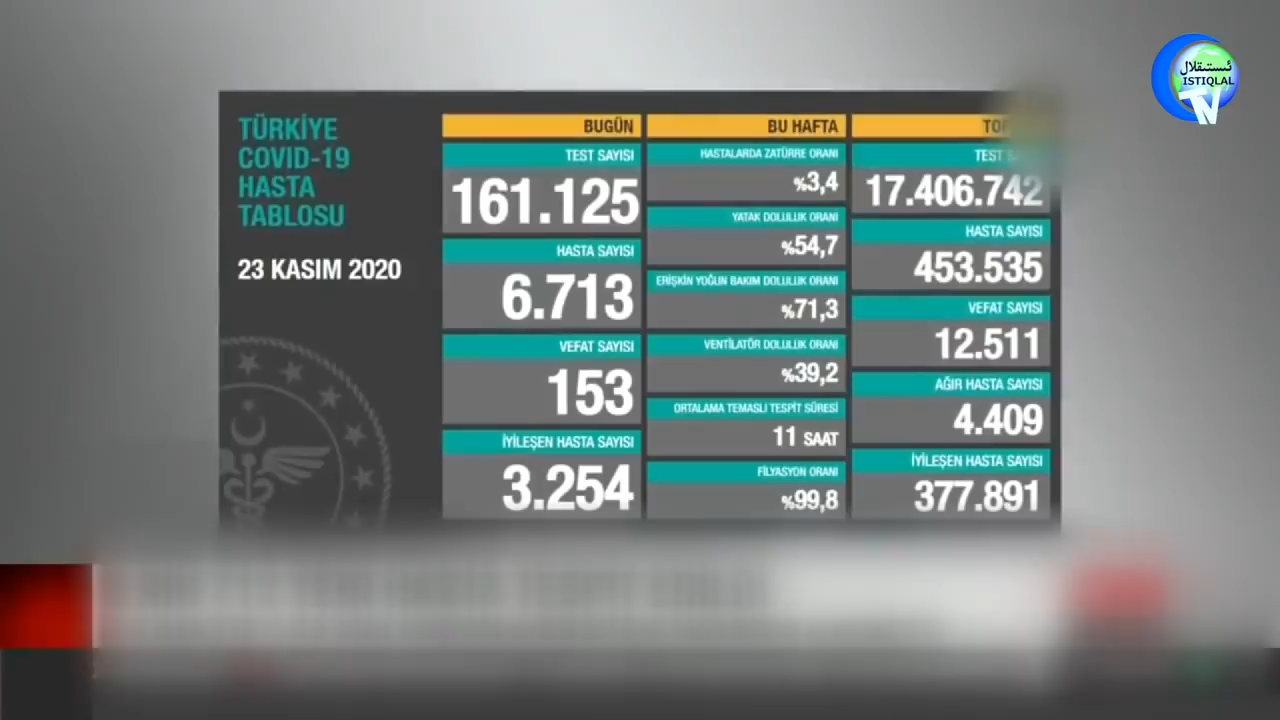 ئىستىقلال
ISTIQLAL
TV
TÜRKİYE
COVID-19
HASTA
TABLOSU
23 KASIM 2020
BUGÜN
TEST SAYISI
161.125
HASTA SAYISI
6.713
VEFAT SAYISI
153
İYİLEŞEN HASTA SAYISI
3.254
BU HAFTA
HASTALARDA ZATÜRRE ORANI
%3,4
YATAK DOLULUK ORANI
%54,7
ERİŞKİN YOĞUN BAKIM DOLULUK ORANI
%71,3
VENTİLATÖR DOLULUK ORANI
%39,2
ORTALAMA TEMASLI TESPİT SÜRESİ
11 SAAT
FİLYASYON ORANI
%99,8
TEST
17.406.742
HASTA SAYISI
453.535
VEFAT SAYISI
12.511
AĞIR HASTA SAYISI
4.409
İYİLEŞEN HASTA SAYISI
377.891